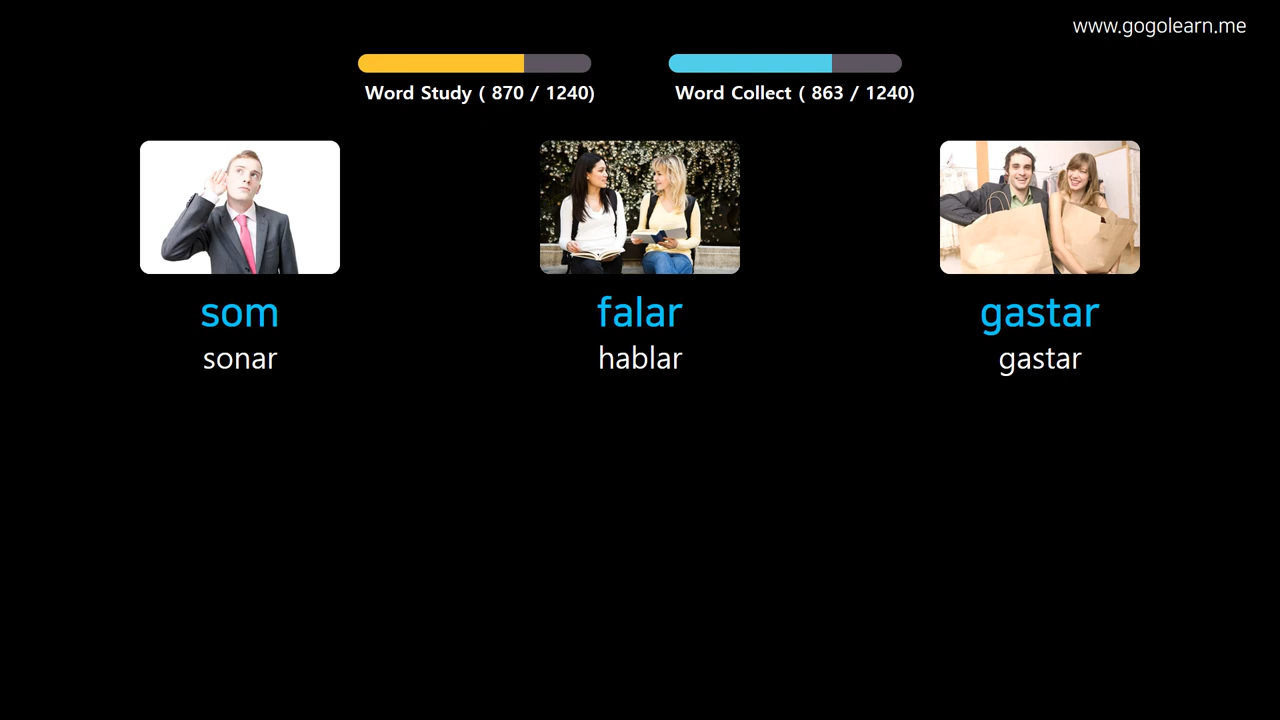 www.gogolearn.me
Word Study ( 870 / 1240)
Word Collect ( 863 / 1240)
som
falar
gastar
sonar
hablar
gastar